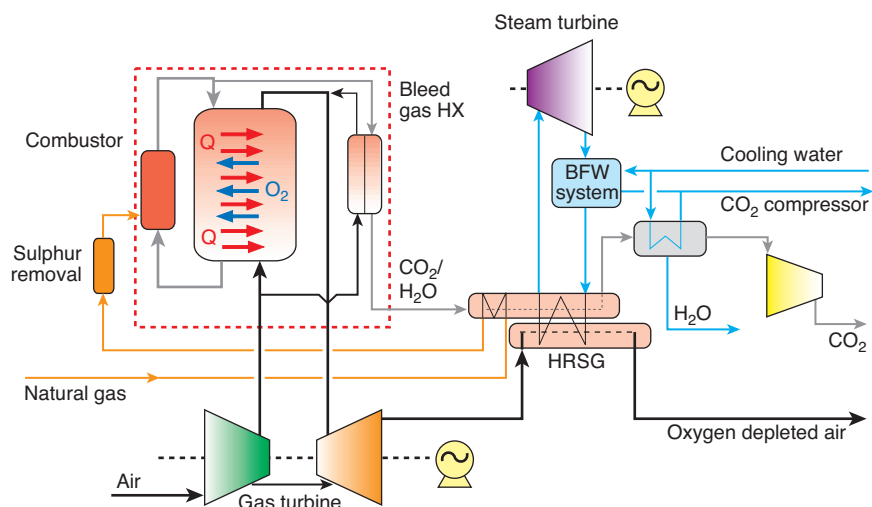 Steam turbine
Bleed
gas HX
Combustor
Q
O₂
Q
BFW
system
Cooling water
CO₂ compressor
Sulphur
removal
CO₂/
H₂O
H₂O
CO₂
HRSG
Natural gas
Oxygen depleted air
Air
Gas turbine